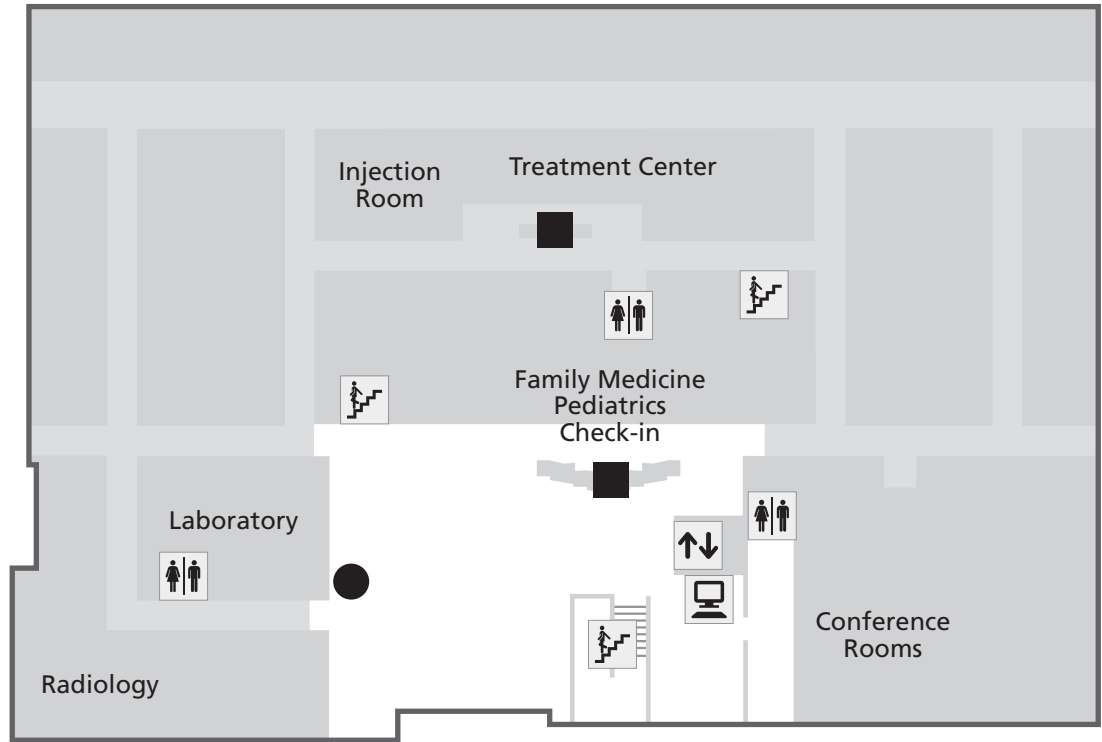 Treatment Center
Injection
Room
Family Medicine
Pediatrics
Check-in
Laboratory
Conference
Rooms
Radiology